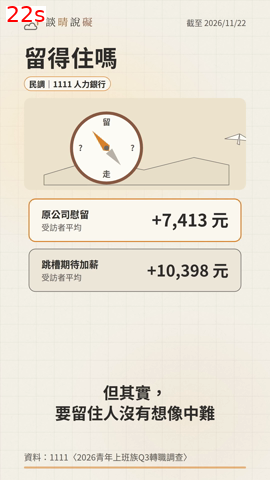 22s
談晴說礙
截至 2026/11/22
留得住嗎
民調｜1111 人力銀行
留
?
?
走
原公司慰留
受訪者平均
+7,413 元
跳槽期待加薪
受訪者平均
+10,398 元
但其實，
要留住人沒有想像中難
資料：1111〈2026青年上班族Q3轉職調查〉